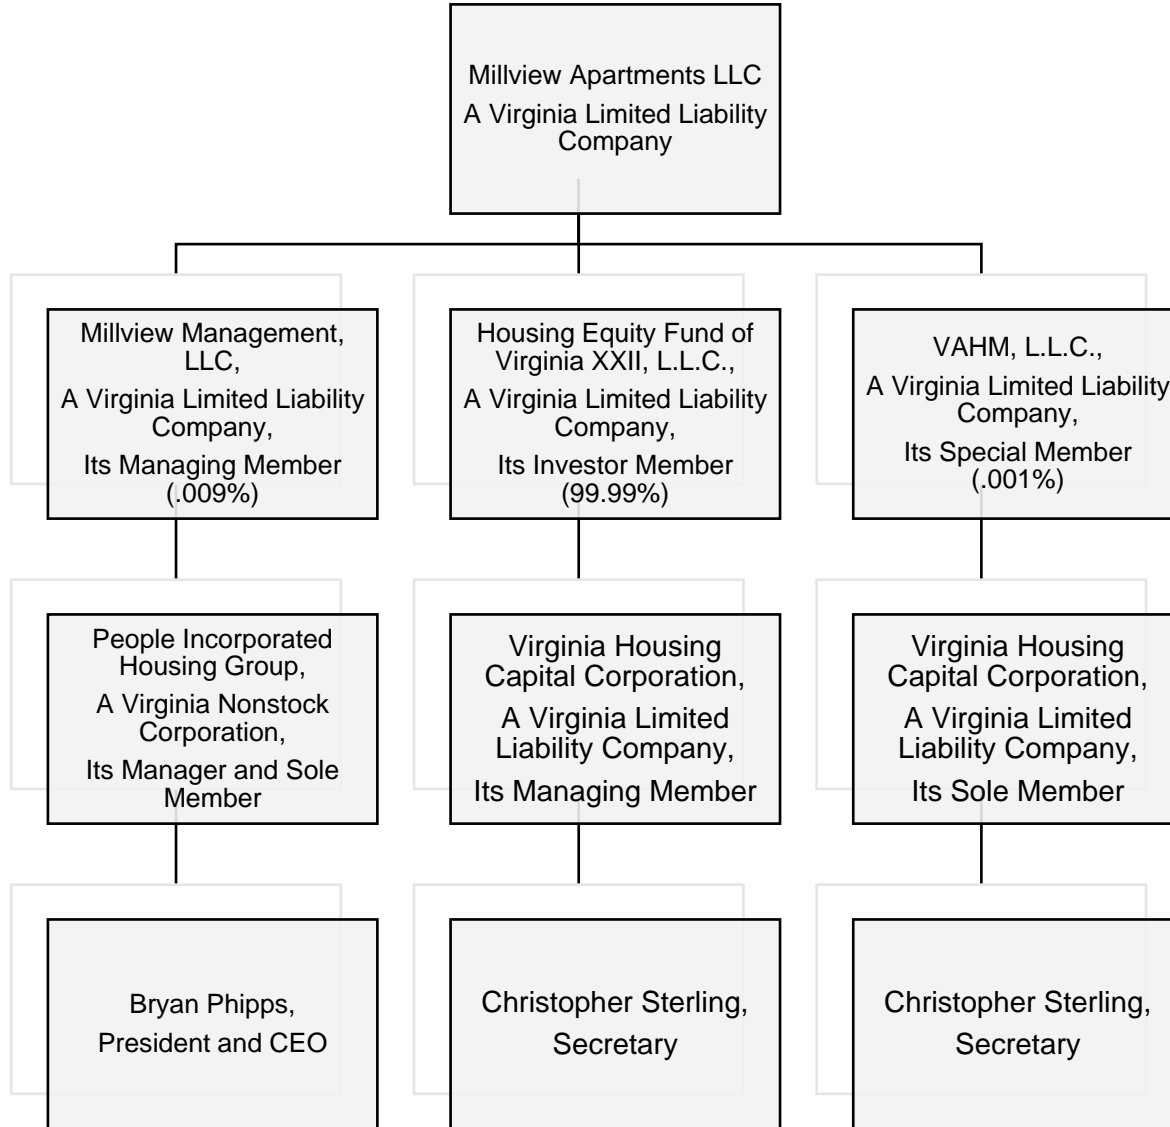 Millview Apartments LLC
A Virginia Limited Liability
Company
Millview Management,
LLC,
A Virginia Limited Liability
Company,
Its Managing Member
(.009%)
Housing Equity Fund of
Virginia XXII, L.L.C.,
A Virginia Limited Liability
Company,
Its Investor Member
(99.99%)
VAHM, L.L.C.,
A Virginia Limited Liability
Company,
Its Special Member
(.001%)
People Incorporated
Housing Group,
A Virginia Nonstock
Corporation,
Its Manager and Sole
Member
Virginia Housing
Capital Corporation,
A Virginia Limited
Liability Company,
Its Managing Member
Virginia Housing
Capital Corporation,
A Virginia Limited
Liability Company,
Its Sole Member
Bryan Phipps,
President and CEO
Christopher Sterling,
Secretary
Christopher Sterling,
Secretary